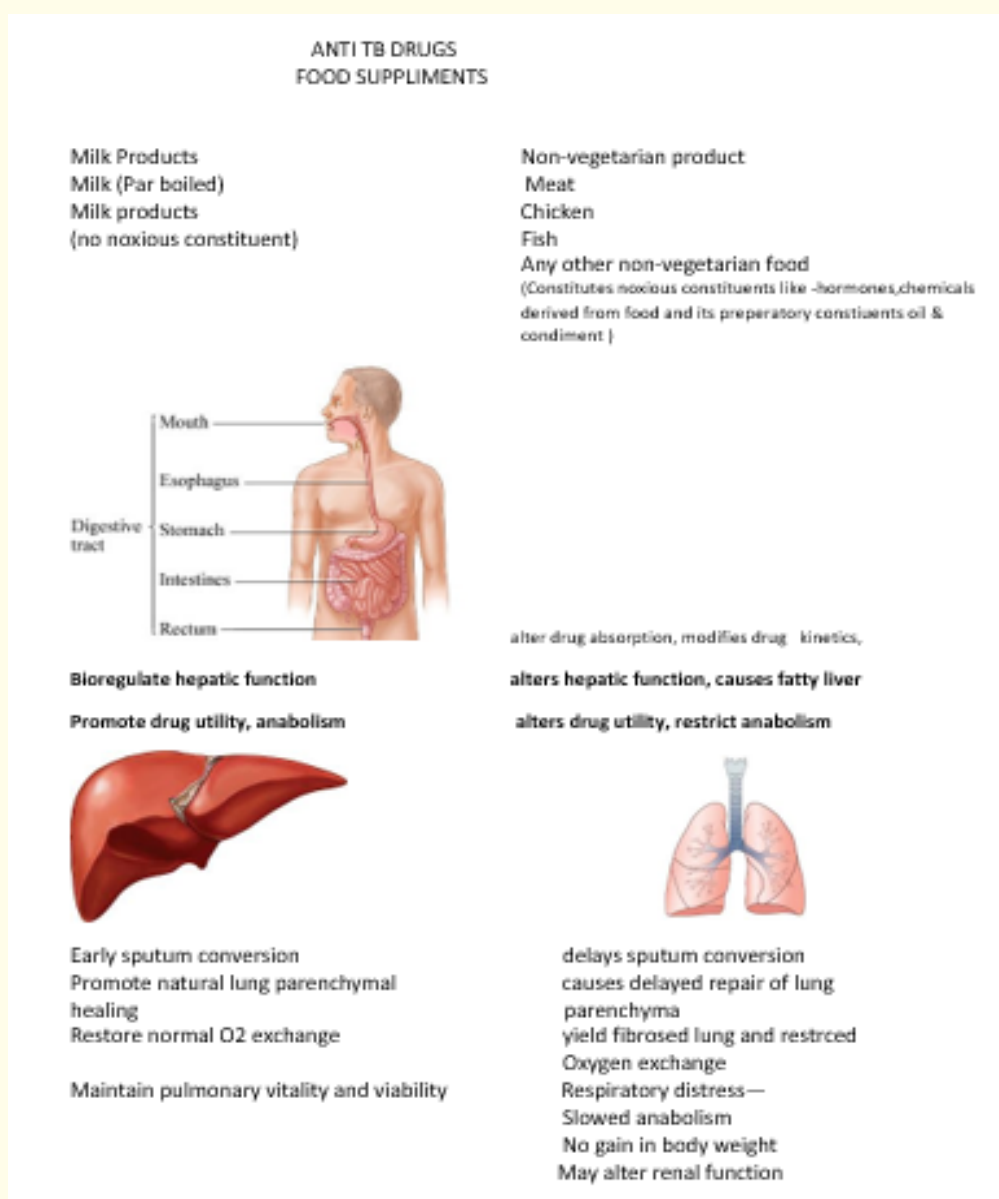 ANTI TB DRUGS
FOOD SUPPLIMENTS
Milk Products
Milk (Par boiled)
Milk products
(no noxious constituent)
Non-vegetarian product
Meat
Chicken
Fish
Any other non-vegetarian food
(Constitutes noxious constituents like -hormones,chemicals
derived from food and its preperatory constiuents oil &
condiment )
Mouth
Esophagus
Digestive
tract
Stomach
Intestines
Rectum
alter drug absorption, modifies drug kinetics,
Bioregulate hepatic function
alters hepatic function, causes fatty liver
Promote drug utility, anabolism
alters drug utility, restrict anabolism
Early sputum conversion
Promote natural lung parenchymal
healing
Restore normal O2 exchange
Maintain pulmonary vitality and viability
delays sputum conversion
causes delayed repair of lung
parenchyma
yield fibrosed lung and restrced
Oxygen exchange
Respiratory distress—
Slowed anabolism
No gain in body weight
May alter renal function